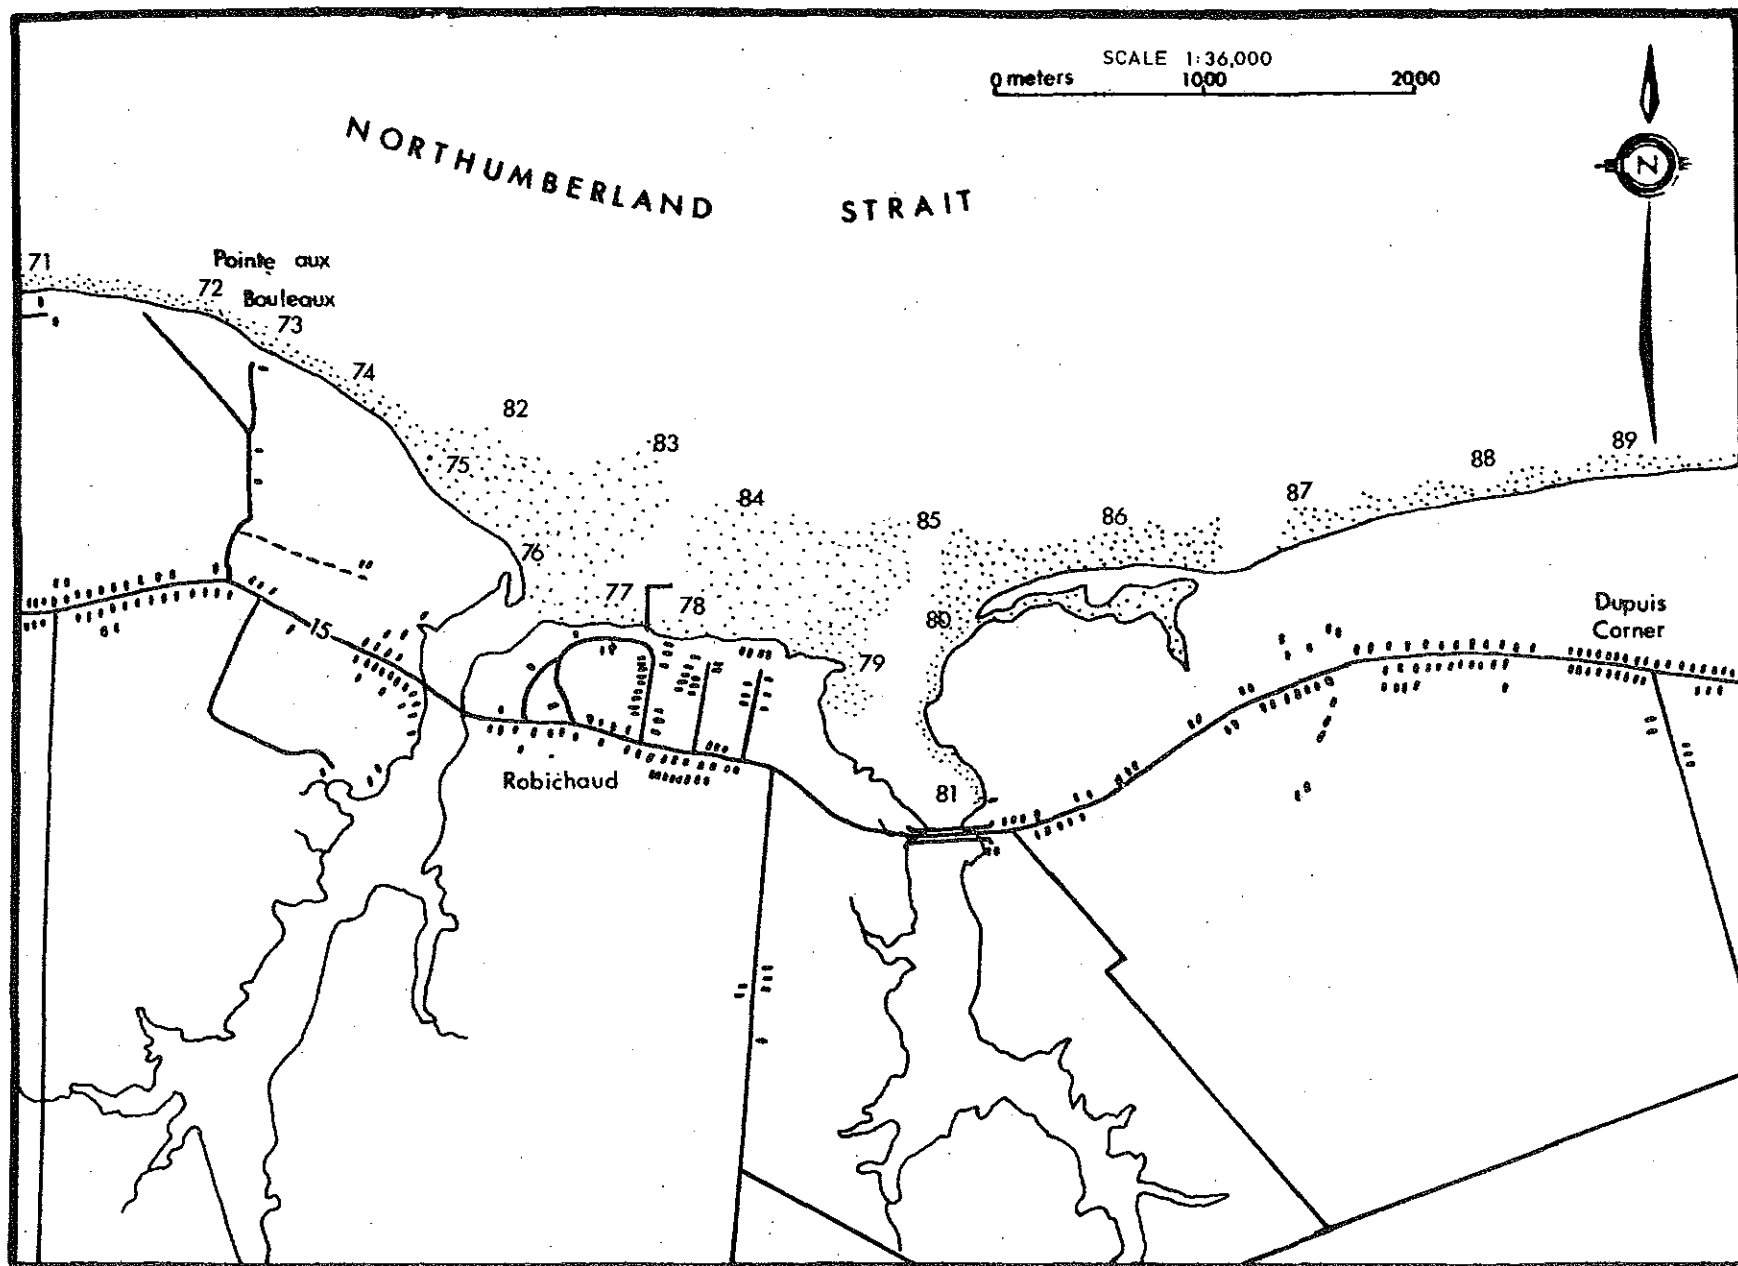 SCALE 1:36,000
0 meters 1000 2000
NORTHUMBERLAND STRAIT
N
71
Pointe aux
Bouleaux
72
73
74
82
83
75
84
85
86
87
88
89
76
77
78
79
80
81
15
Robichaud
Dupuis
Corner